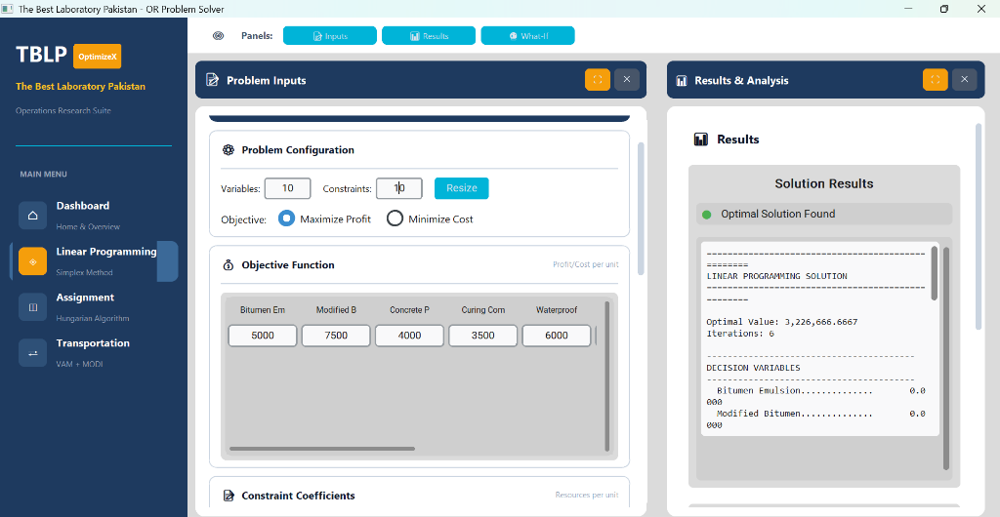 The Best Laboratory Pakistan - OR Problem Solver
TBLP OptimizeX
The Best Laboratory Pakistan
Operations Research Suite
MAIN MENU
Dashboard
Home & Overview
Linear Programming
Simplex Method
Assignment
Hungarian Algorithm
Transportation
VAM + MODI
Panels: Inputs Results What-If
Problem Inputs
Problem Configuration
Variables: 10 Constraints: 10 Resize
Objective: Maximize Profit Minimize Cost
Objective Function Profit/Cost per unit
Bitumen Em Modified B Concrete P Curing Com Waterproof
5000 7500 4000 3500 6000
Constraint Coefficients Resources per unit
Results & Analysis
Results
Solution Results
Optimal Solution Found
================================================
========
LINEAR PROGRAMMING SOLUTION
------------------------------------------------
--------
Optimal Value: 3,226,666.6667
Iterations: 6
----------------------------------------
DECISION VARIABLES
----------------------------------------
Bitumen Emulsion.............. 0.0
000
Modified Bitumen.............. 0.0
000